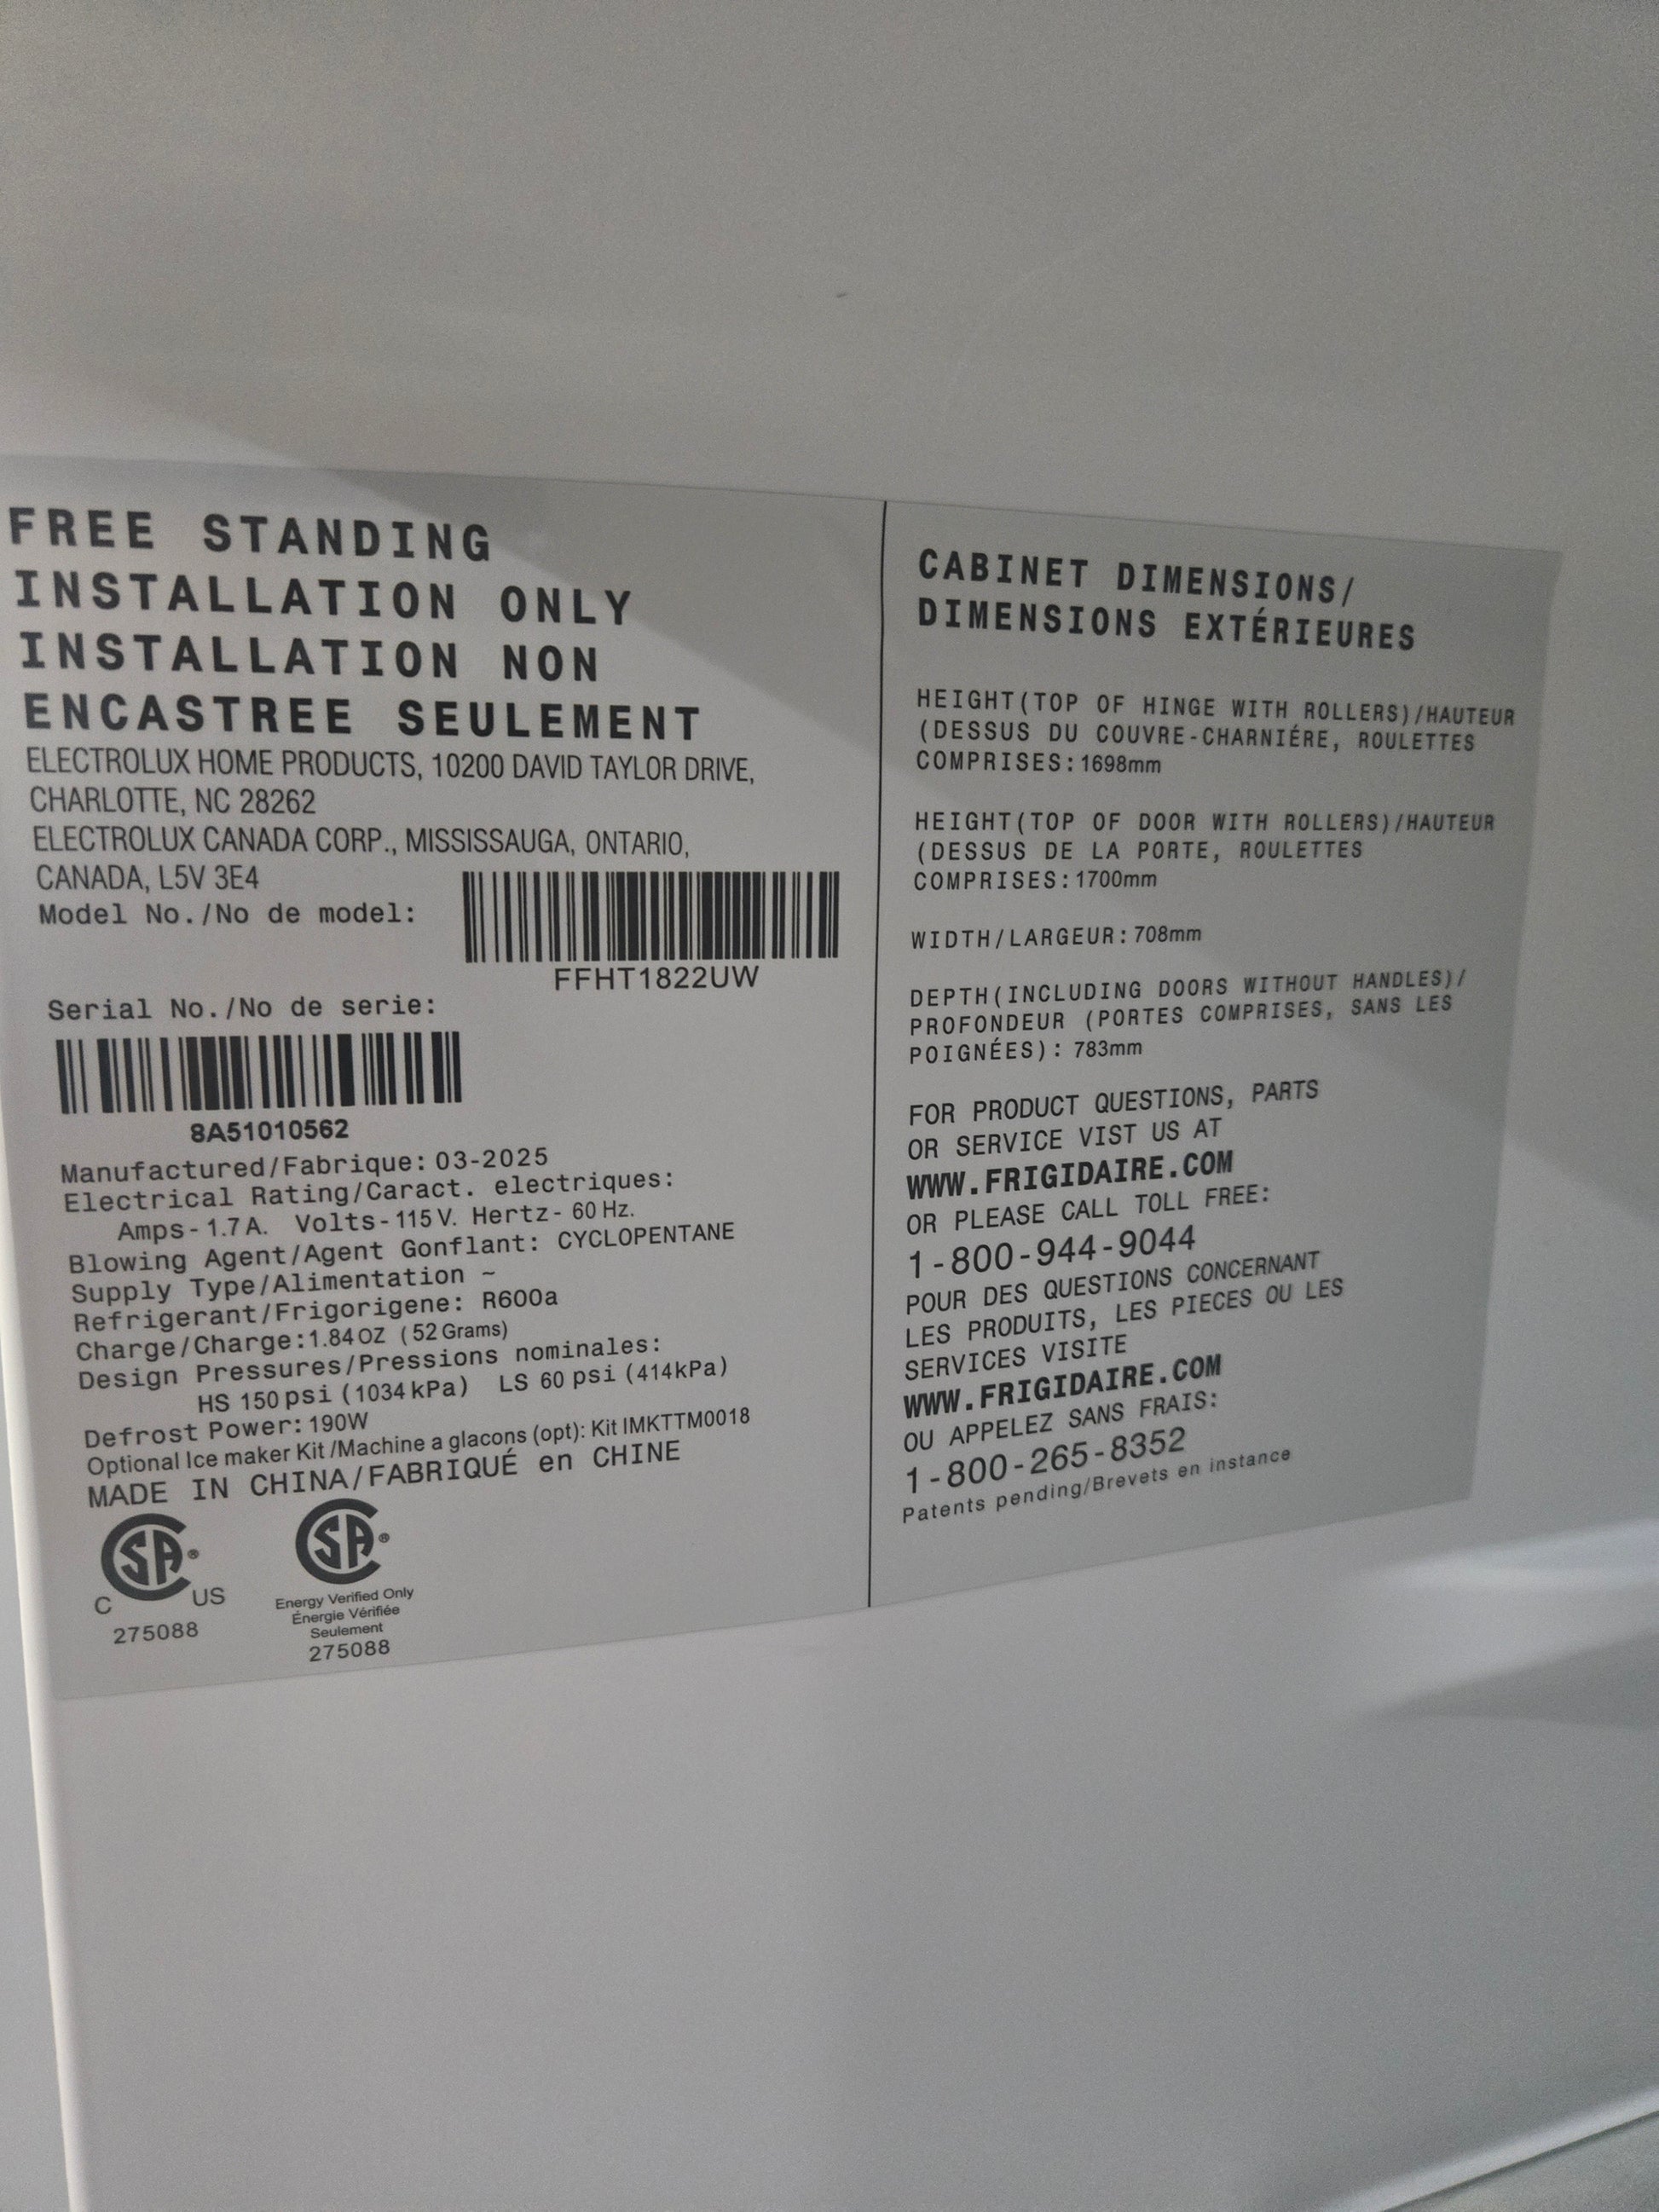 FREE STANDING
INSTALLATION ONLY
INSTALLATION NON
ENCASTREE SEULEMENT
ELECTROLUX HOME PRODUCTS, 10200 DAVID TAYLOR DRIVE,
CHARLOTTE, NC 28262
ELECTROLUX CANADA CORP., MISSISSAUGA, ONTARIO,
CANADA, L5V 3E4
Model No./No de model:
FFHT1822UW
Serial No./No de serie:
8A51010562
Manufactured/Fabrique: 03-2025
Electrical Rating/Caract. electriques:
Amps- 1.7 A. Volts- 115 V. Hertz- 60 Hz.
Blowing Agent/Agent Gonflant: CYCLOPENTANE
Supply Type/Alimentation ~
Refrigerant/Frigorigene: R600a
Charge/Charge:1.84 OZ (52 Grams)
Design Pressures/Pressions nominales:
HS 150 psi (1034 kPa) LS 60 psi (414kPa)
Defrost Power: 190W
Optional Ice maker Kit /Machine a glacons (opt): Kit IMKTTM0018
MADE IN CHINA/FABRIQUÉ en CHINE
CSA®
C US
275088
CSA®
Energy Verified Only
Énergie Vérifiée
Seulement
275088
CABINET DIMENSIONS/
DIMENSIONS EXTÉRIEURES
HEIGHT(TOP OF HINGE WITH ROLLERS)/HAUTEUR
(DESSUS DU COUVRE-CHARNIÉRE, ROULETTES
COMPRISES:1698mm
HEIGHT(TOP OF DOOR WITH ROLLERS)/HAUTEUR
(DESSUS DE LA PORTE, ROULETTES
COMPRISES:1700mm
WIDTH/LARGEUR:708mm
DEPTH(INCLUDING DOORS WITHOUT HANDLES)/
PROFONDEUR (PORTES COMPRISES, SANS LES
POIGNÉES): 783mm
FOR PRODUCT QUESTIONS, PARTS
OR SERVICE VIST US AT
WWW.FRIGIDAIRE.COM
OR PLEASE CALL TOLL FREE:
1-800-944-9044
POUR DES QUESTIONS CONCERNANT
LES PRODUITS, LES PIECES OU LES
SERVICES VISITE
WWW.FRIGIDAIRE.COM
OU APPELEZ SANS FRAIS:
1-800-265-8352
Patents pending/Brevets en instance